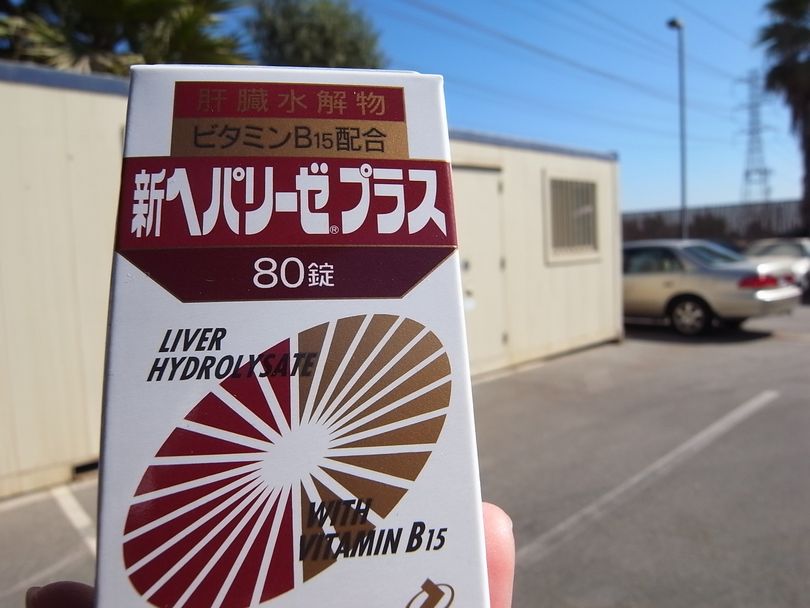 肝臓水解物
ビタミンB15配合
新ヘパリーゼ®プラス
80錠
LIVER
HYDROLYSATE
WITH
VITAMIN B15